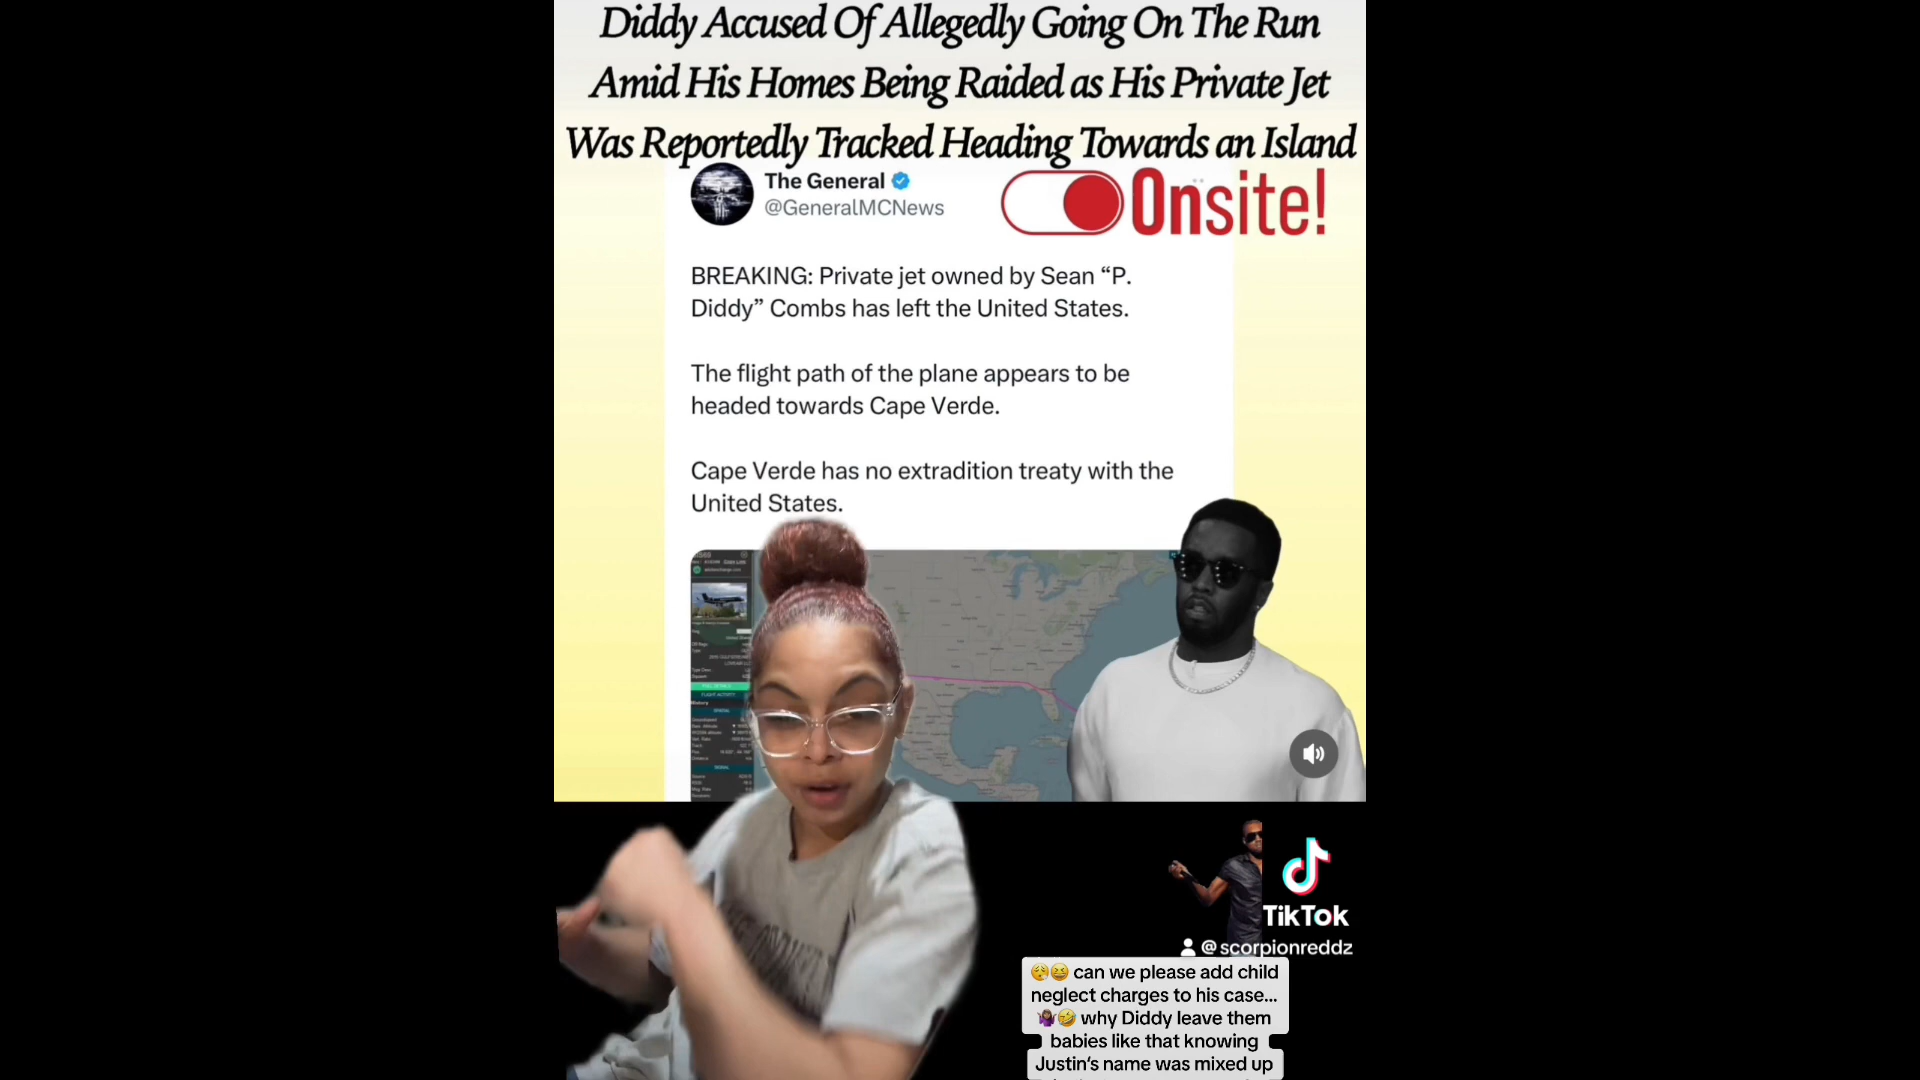 Diddy Accused Of Allegedly Going On The Run
Amid His Homes Being Raided as His Private Jet
Was Reportedly Tracked Heading Towards an Island
The General
@GeneralMCNews
Onsite!
BREAKING: Private jet owned by Sean “P.
Diddy” Combs has left the United States.
The flight path of the plane appears to be
headed towards Cape Verde.
Cape Verde has no extradition treaty with the
United States.
TikTok
@scorpionreddz
😮‍💨😆 can we please add child
neglect charges to his case...
🤷🏽‍♀️🤣 why Diddy leave them
babies like that knowing
Justin’s name was mixed up